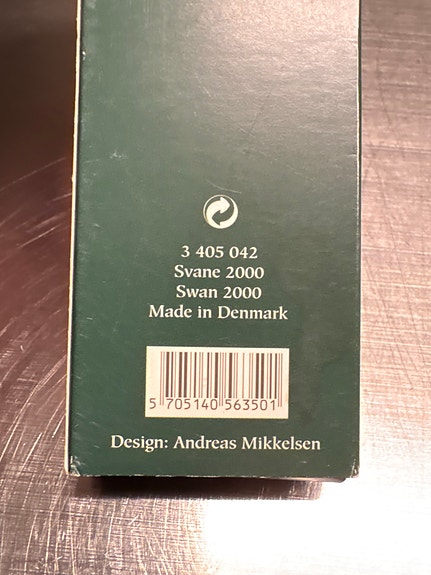 3 405 042
Svane 2000
Swan 2000
Made in Denmark
5 705140 563501
Design: Andreas Mikkelsen